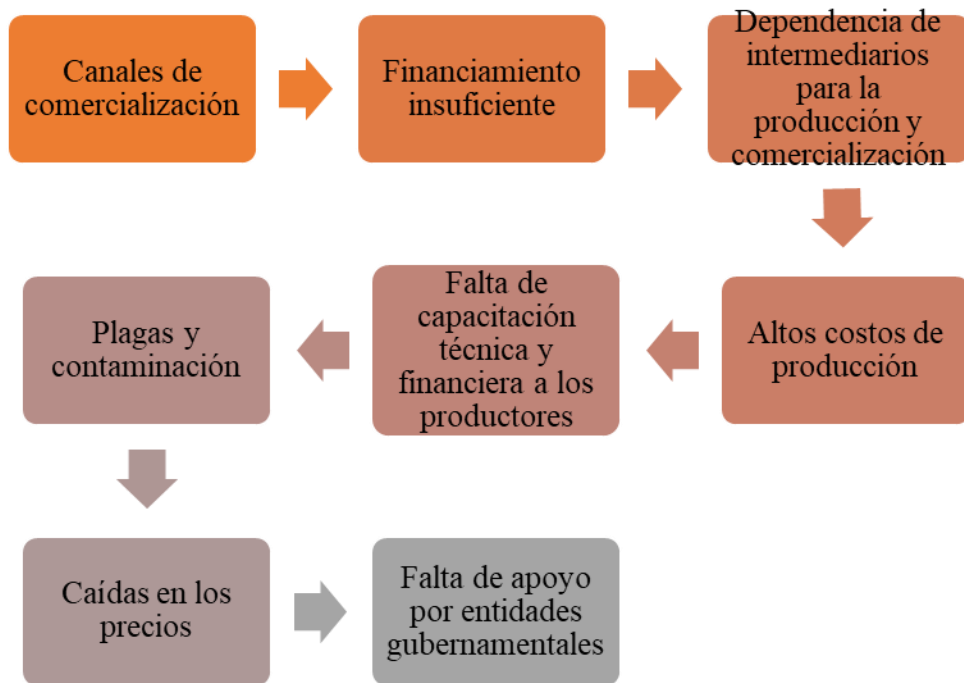 Canales de
comercialización
Financiamiento
insuficiente
Dependencia de
intermediarios
para la
producción y
comercialización
Altos costos de
producción
Falta de
capacitación
técnica y
financiera a los
productores
Plagas y
contaminación
Caídas en los
precios
Falta de apoyo
por entidades
gubernamentales